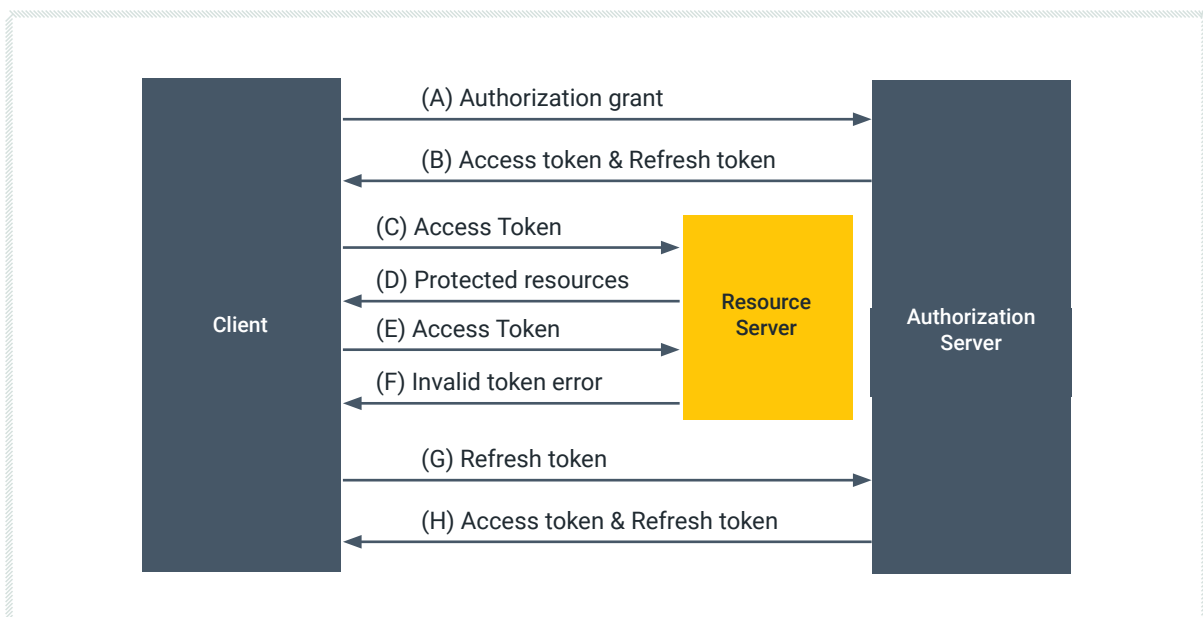 (A) Authorization grant
(B) Access token & Refresh token
(C) Access Token
(D) Protected resources
Resource
Server
Client
(E) Access Token
Authorization
Server
(F) Invalid token error
(G) Refresh token
(H) Access token & Refresh token